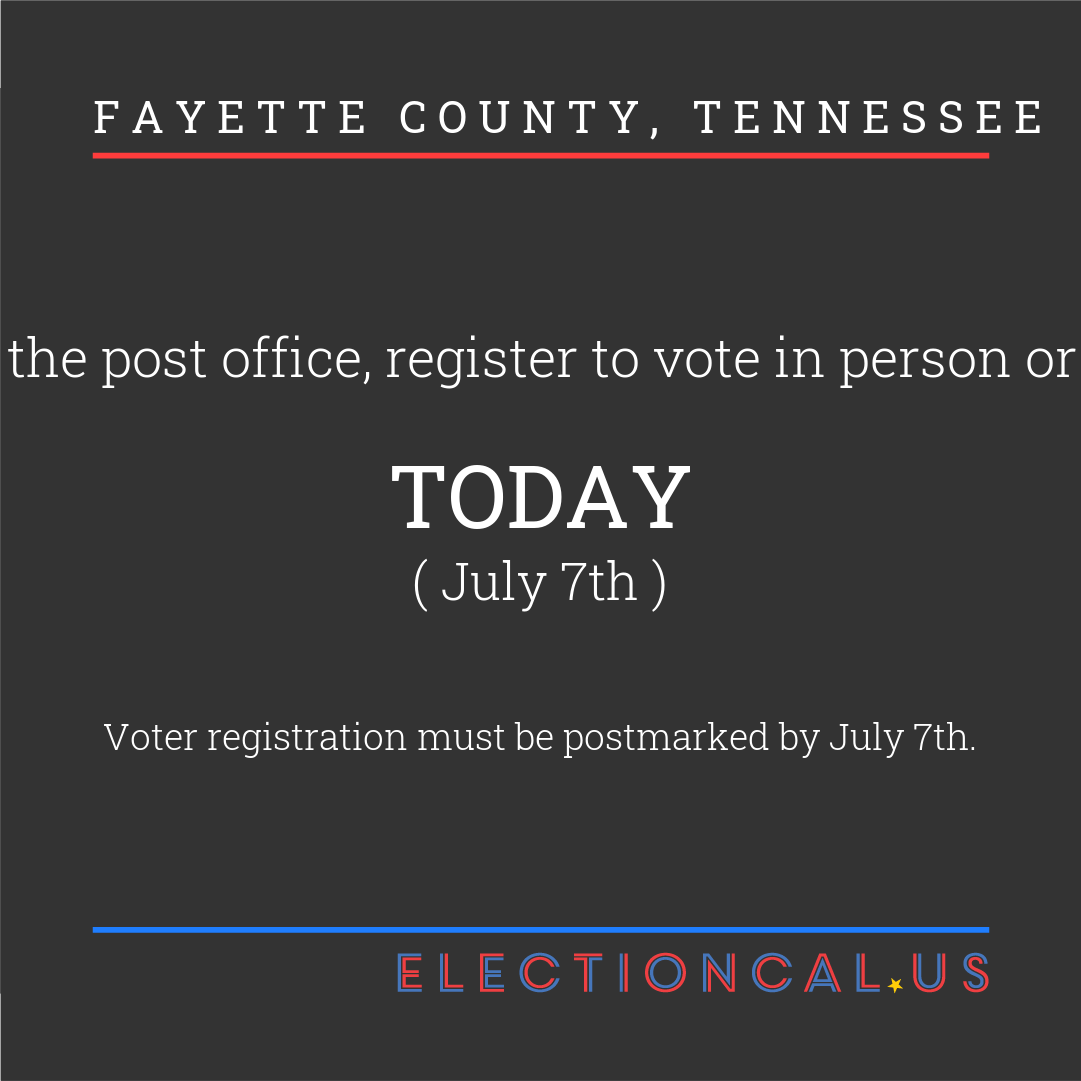 FAYETTE COUNTY, TENNESSEE
the post office, register to vote in person or
TODAY
( July 7th )
Voter registration must be postmarked by July 7th.
ELECTIONCAL.US